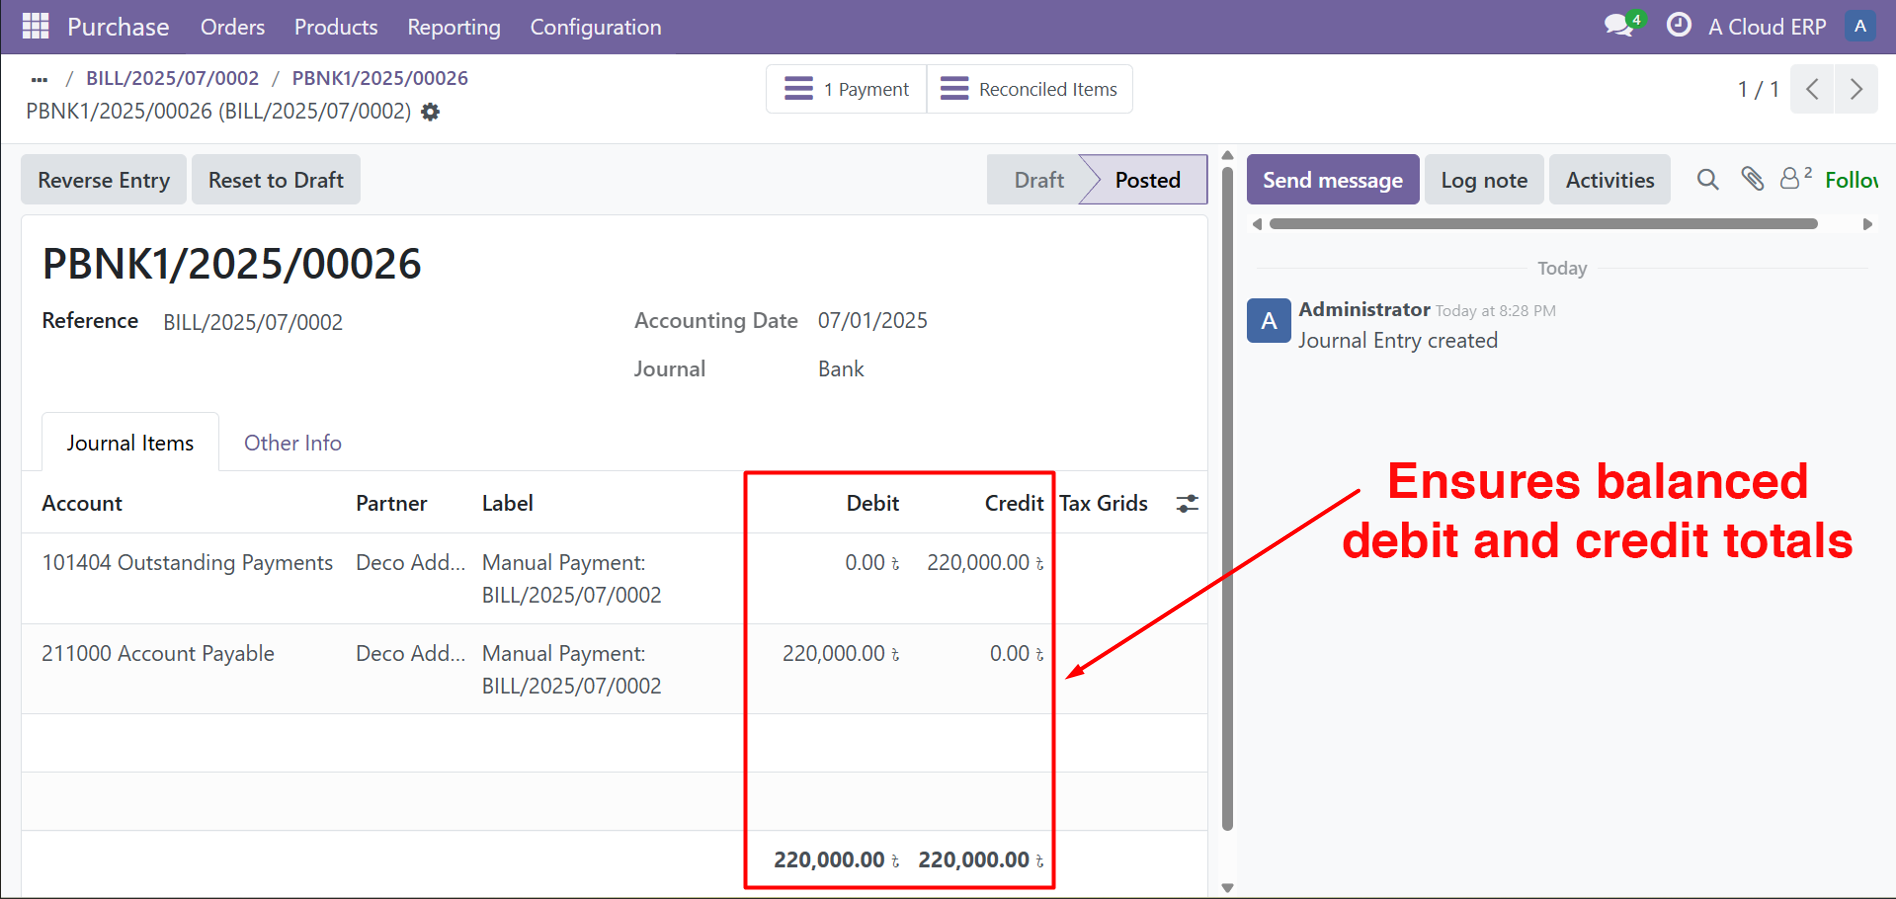 Purchase Orders Products Reporting Configuration 4 A Cloud ERP A
... / BILL/2025/07/0002 / PBNK1/2025/00026
PBNK1/2025/00026 (BILL/2025/07/0002)
1 Payment Reconciled Items
1 / 1
Reverse Entry Reset to Draft Draft Posted
Send message Log note Activities 2
PBNK1/2025/00026
Reference BILL/2025/07/0002
Accounting Date 07/01/2025
Journal Bank
Today
A Administrator Today at 8:28 PM
Journal Entry created
Journal Items Other Info
Account Partner Label Debit Credit Tax Grids
101404 Outstanding Payments Deco Add... Manual Payment: 0.00 ৳ 220,000.00 ৳
BILL/2025/07/0002
211000 Account Payable Deco Add... Manual Payment: 220,000.00 ৳ 0.00 ৳
BILL/2025/07/0002
220,000.00 ৳ 220,000.00 ৳
Ensures balanced
debit and credit totals